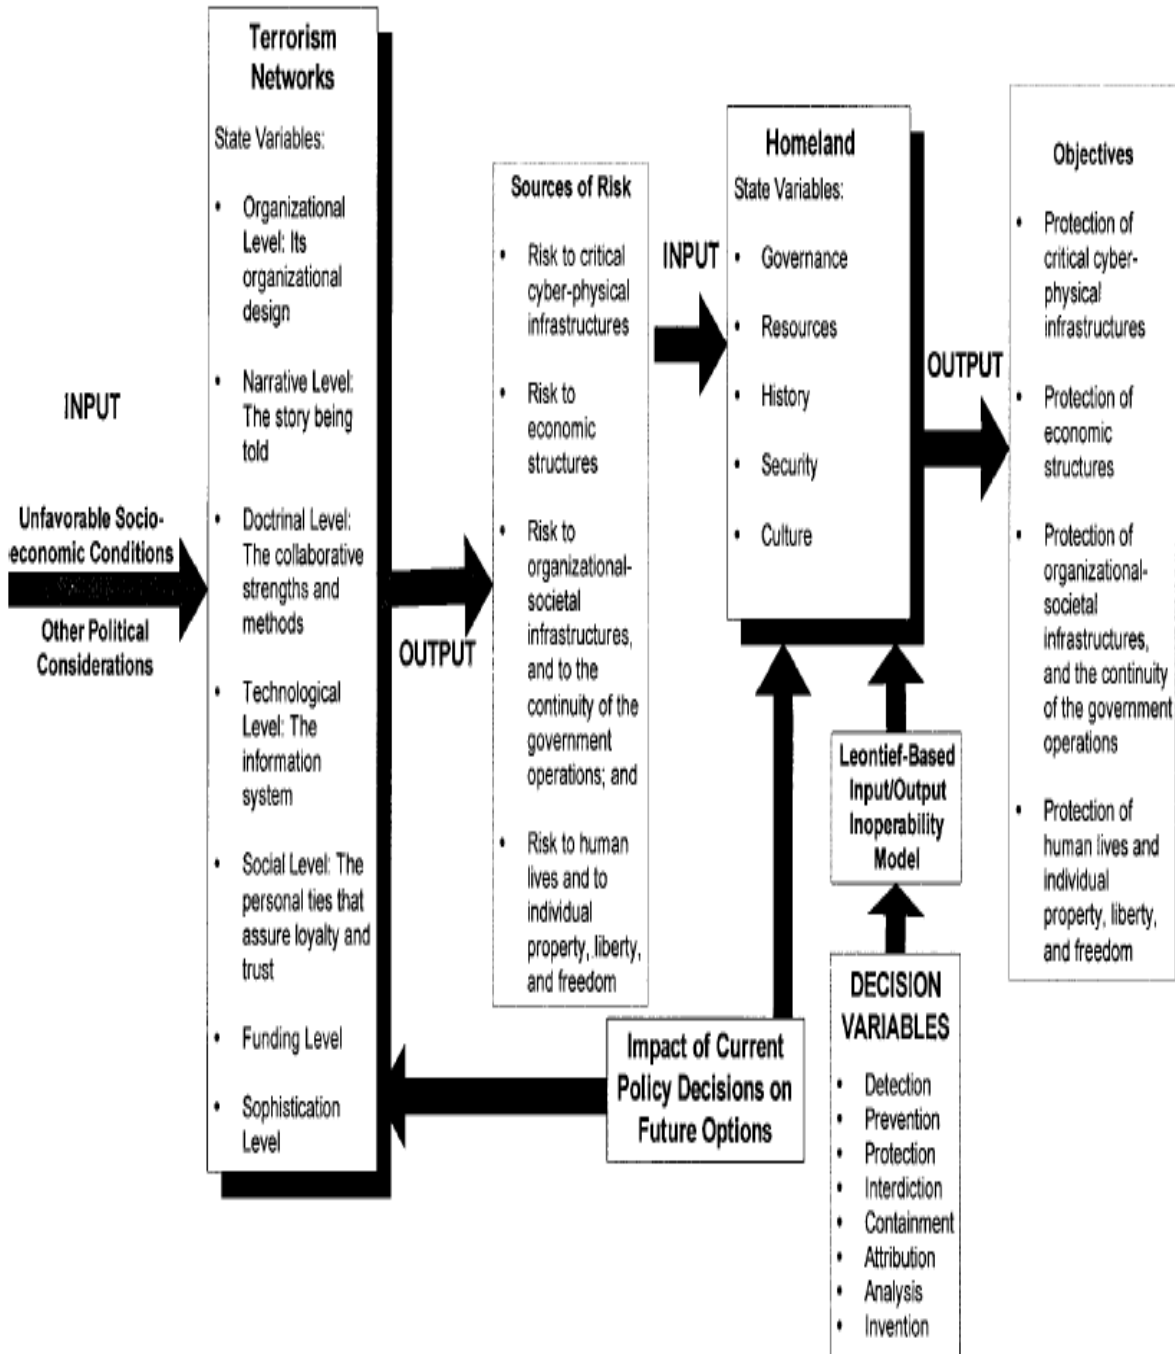 INPUT
Unfavorable Socio-
economic Conditions
Other Political
Considerations
Terrorism
Networks
State Variables:
• Organizational
Level: Its
organizational
design
• Narrative Level:
The story being
told
• Doctrinal Level:
The collaborative
strengths and
methods
• Technological
Level: The
information
system
• Social Level: The
personal ties that
assure loyalty and
trust
• Funding Level
• Sophistication
Level
OUTPUT
Sources of Risk
• Risk to critical
cyber-physical
infrastructures
• Risk to
economic
structures
• Risk to
organizational-
societal
infrastructures,
and to the
continuity of the
government
operations; and
• Risk to human
lives and to
individual
property, liberty,
and freedom
INPUT
Homeland
State Variables:
• Governance
• Resources
• History
• Security
• Culture
OUTPUT
Objectives
• Protection of
critical cyber-
physical
infrastructures
• Protection of
economic
structures
• Protection of
organizational-
societal
infrastructures,
and the continuity
of the government
operations
• Protection of
human lives and
individual
property, liberty,
and freedom
Leontief-Based
Input/Output
Inoperability
Model
Impact of Current
Policy Decisions on
Future Options
DECISION
VARIABLES
• Detection
• Prevention
• Protection
• Interdiction
• Containment
• Attribution
• Analysis
• Invention